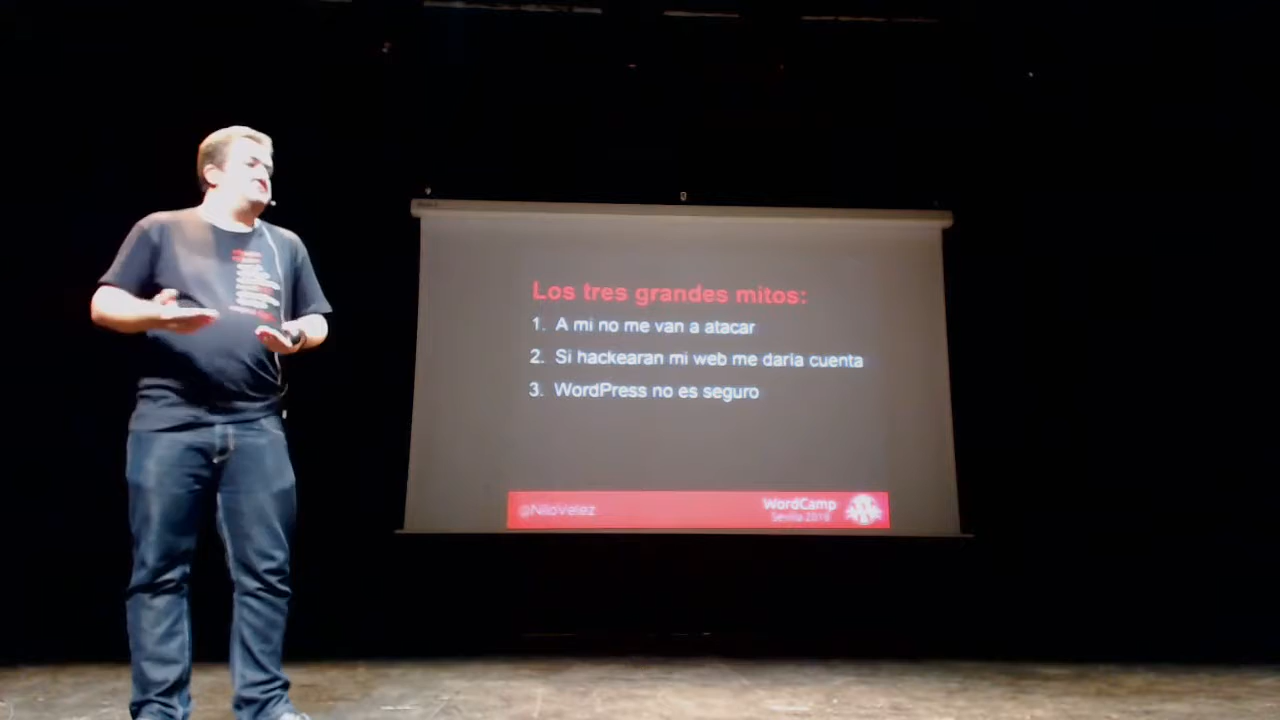 Los tres grandes mitos:
1. A mi no me van a atacar
2. Si hackearan mi web me daría cuenta
3. WordPress no es seguro
@NiloVelez
WordCamp
Sevilla 2016